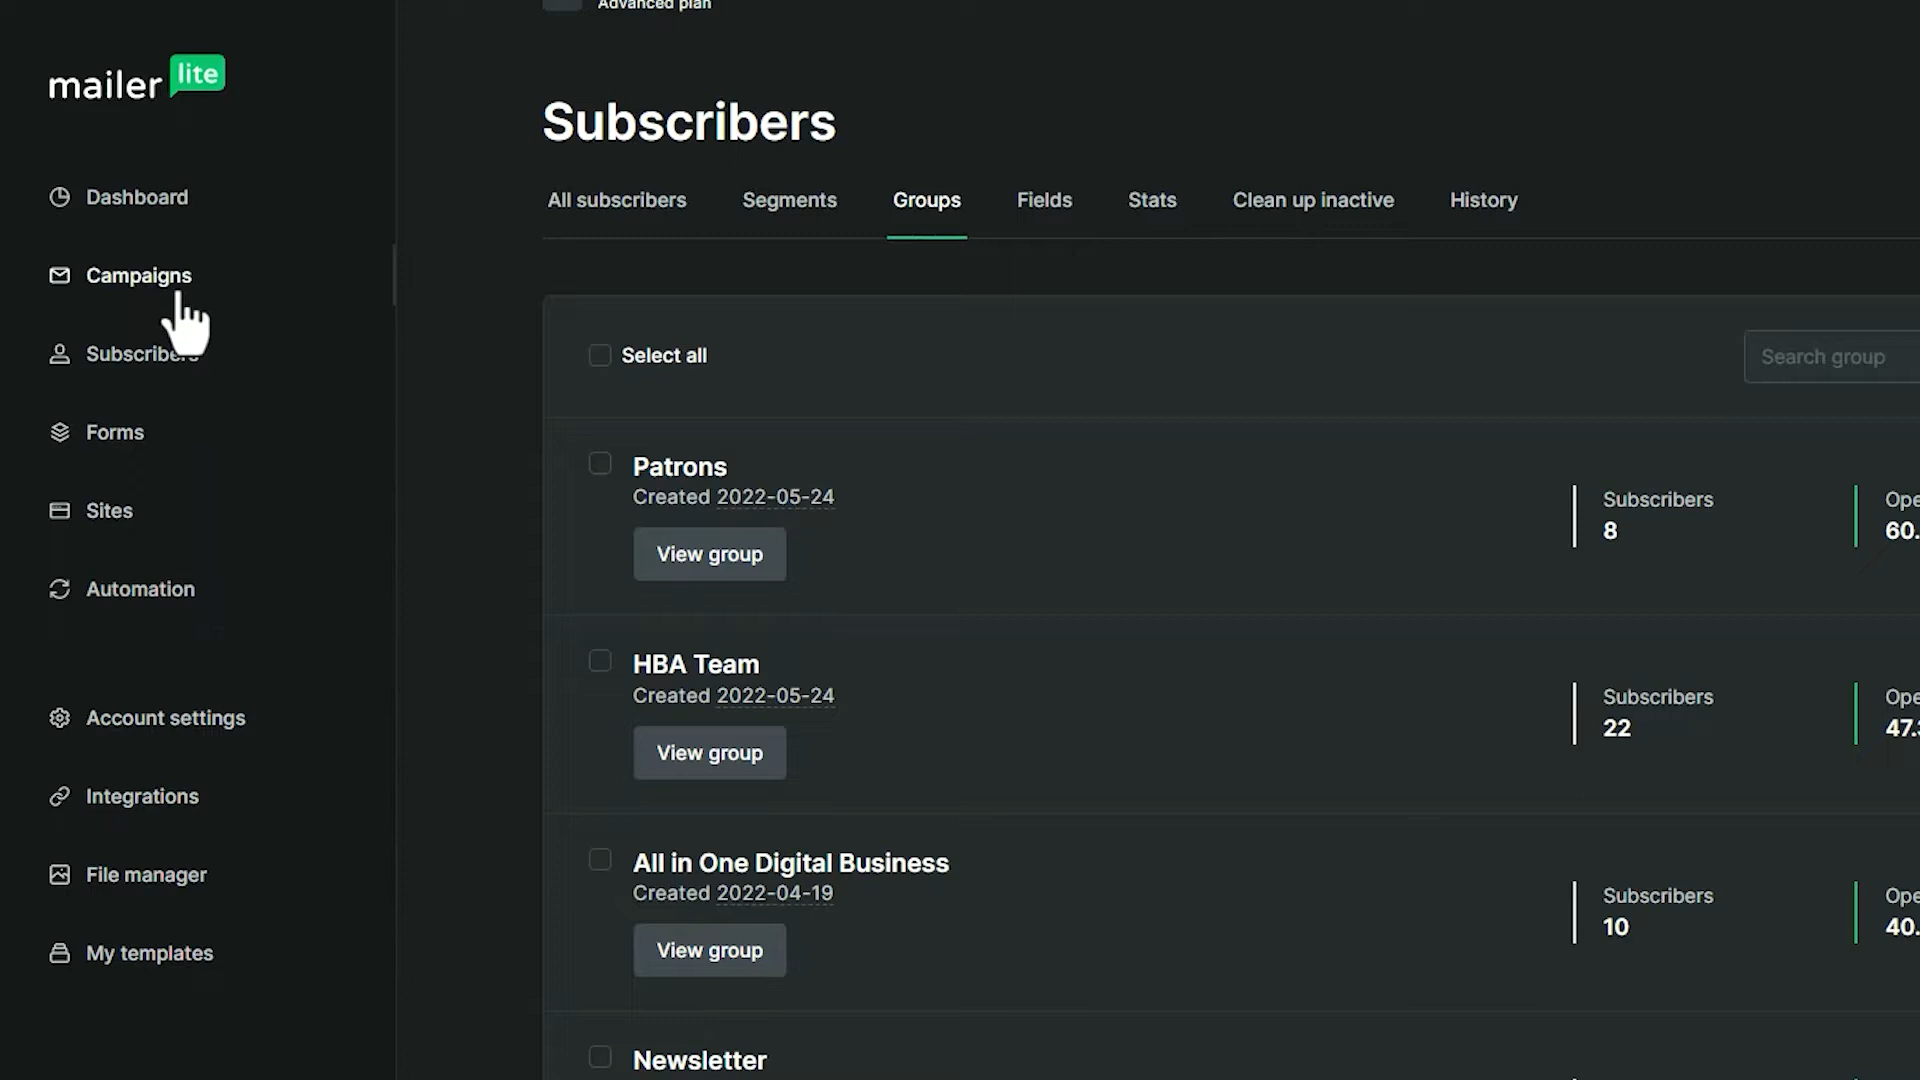 Advanced plan
mailer lite
Subscribers
Dashboard
All subscribers Segments Groups Fields Stats Clean up inactive History
Campaigns
Select all
Search group
Forms
Patrons
Created 2022-05-24
Subscribers
8
60.
View group
Sites
Automation
HBA Team
Created 2022-05-24
Subscribers
22
47.
View group
Account settings
Integrations
All in One Digital Business
Created 2022-04-19
Subscribers
10
40.
View group
File manager
My templates
Newsletter